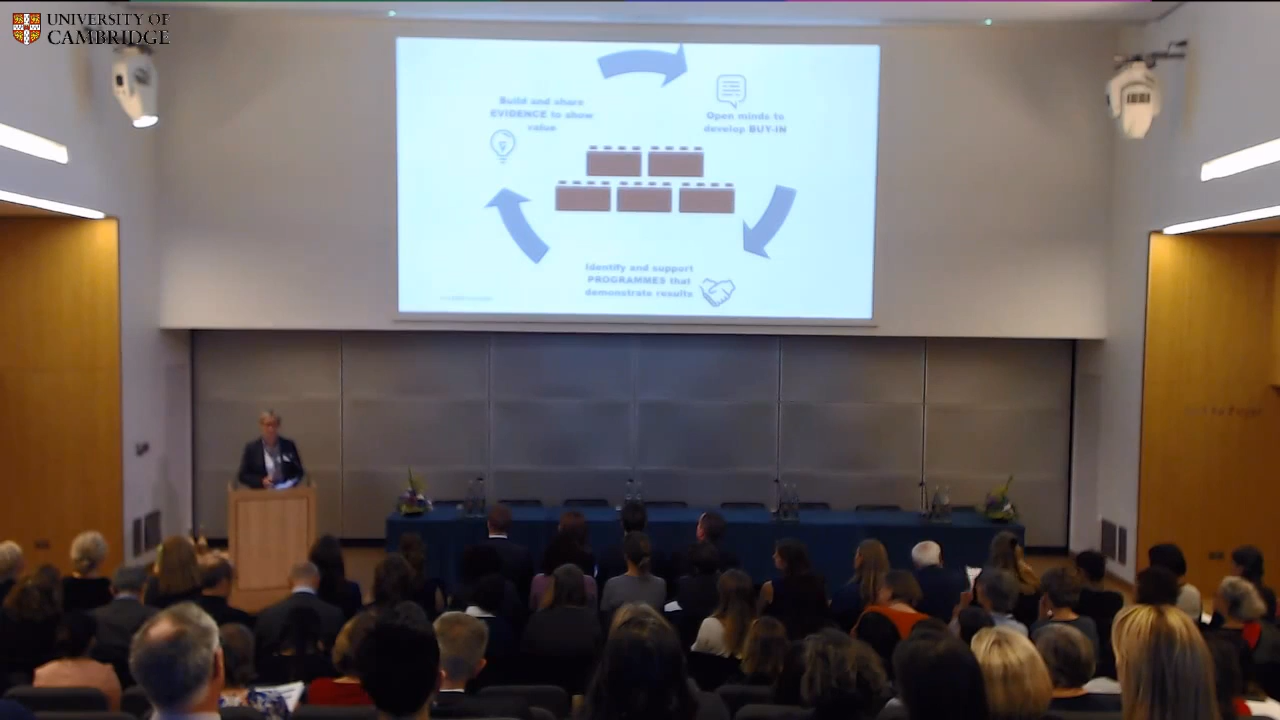 UNIVERSITY OF
CAMBRIDGE
Build and share
EVIDENCE to show
value
Open minds to
develop BUY-IN
Identify and support
PROGRAMMES that
demonstrate results